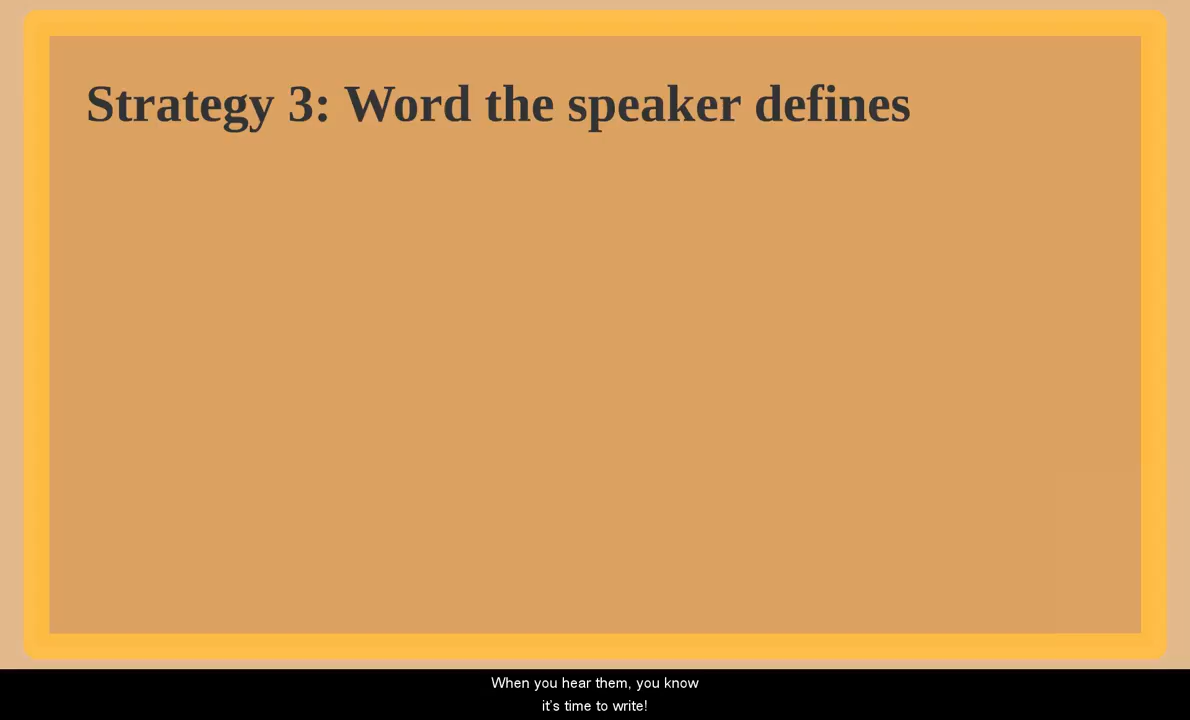 Strategy 3: Word the speaker defines
When you hear them, you know
it's time to write!